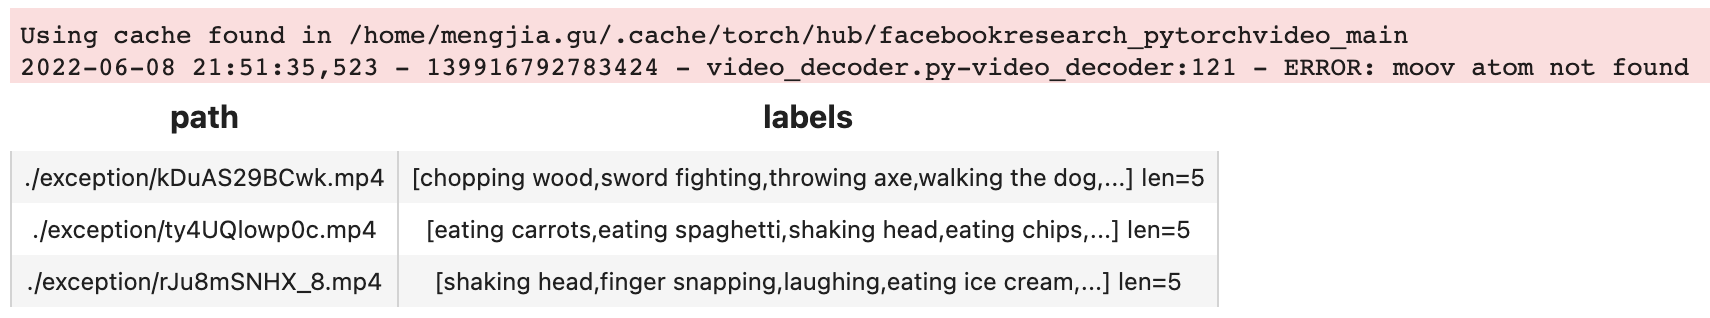 Using cache found in /home/mengjia.gu/.cache/torch/hub/facebookresearch_pytorchvideo_main
2022-06-08 21:51:35,523 - 139916792783424 - video_decoder.py-video_decoder:121 - ERROR: moov atom not found
path labels
./exception/kDuAS29BCwk.mp4 [chopping wood,sword fighting,throwing axe,walking the dog,...] len=5
./exception/ty4UQlowp0c.mp4 [eating carrots,eating spaghetti,shaking head,eating chips,...] len=5
./exception/rJu8mSNHX_8.mp4 [shaking head,finger snapping,laughing,eating ice cream,...] len=5